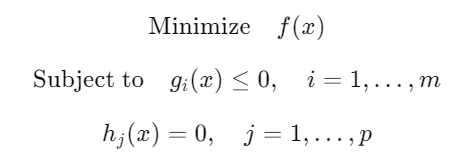 Minimize f(x)
Subject to g_i(x) ≤ 0, i = 1, . . . , m
h_j(x) = 0, j = 1, . . . , p